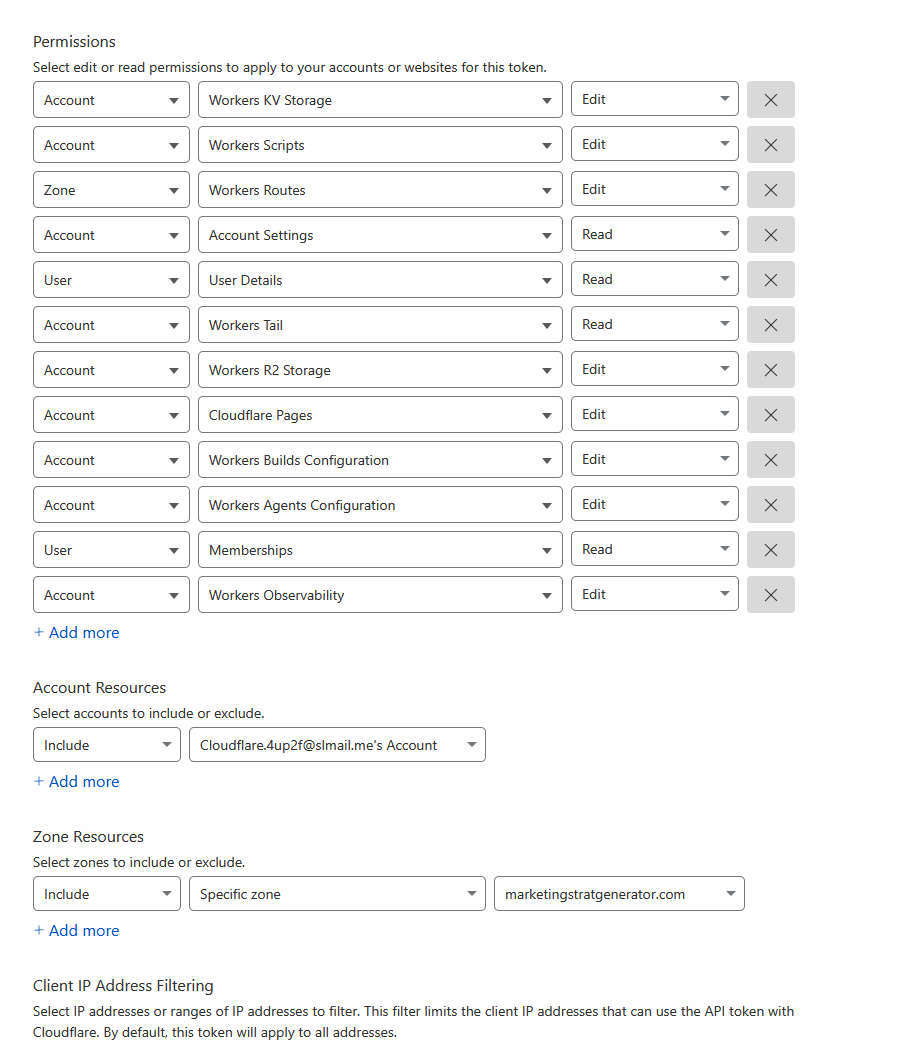 Permissions
Select edit or read permissions to apply to your accounts or websites for this token.
Account Workers KV Storage Edit
Account Workers Scripts Edit
Zone Workers Routes Edit
Account Account Settings Read
User User Details Read
Account Workers Tail Read
Account Workers R2 Storage Edit
Account Cloudflare Pages Edit
Account Workers Builds Configuration Edit
Account Workers Agents Configuration Edit
User Memberships Read
Account Workers Observability Edit
+ Add more
Account Resources
Select accounts to include or exclude.
Include Cloudflare.4up2f@slmail.me's Account
+ Add more
Zone Resources
Select zones to include or exclude.
Include Specific zone marketingstratgenerator.com
+ Add more
Client IP Address Filtering
Select IP addresses or ranges of IP addresses to filter. This filter limits the client IP addresses that can use the API token with
Cloudflare. By default, this token will apply to all addresses.